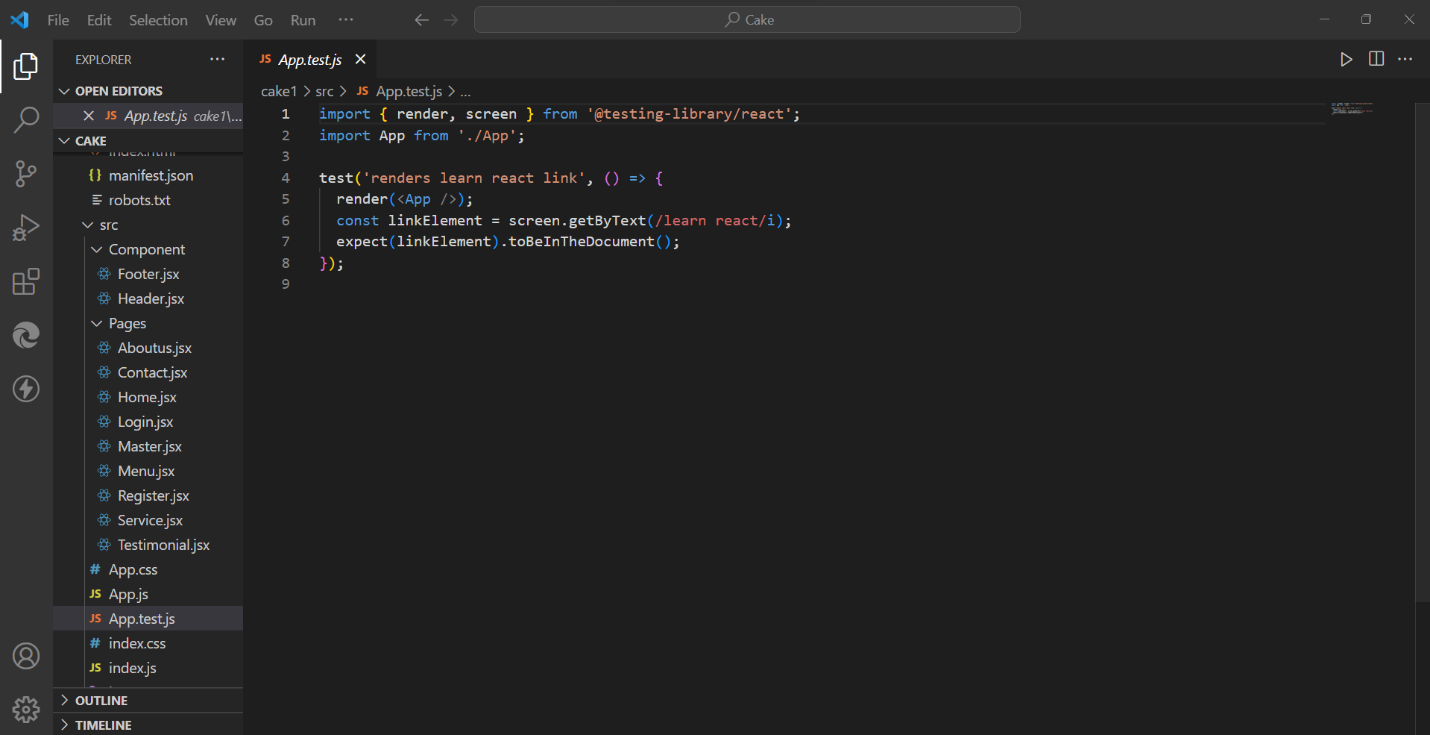 File Edit Selection View Go Run ···
Cake
EXPLORER ···
OPEN EDITORS
JS App.test.js cake1\...
CAKE
index.html
{} manifest.json
robots.txt
src
Component
Footer.jsx
Header.jsx
Pages
Aboutus.jsx
Contact.jsx
Home.jsx
Login.jsx
Master.jsx
Menu.jsx
Register.jsx
Service.jsx
Testimonial.jsx
# App.css
JS App.js
JS App.test.js
# index.css
JS index.js
OUTLINE
TIMELINE
JS App.test.js
cake1 > src > JS App.test.js > ...
1 import { render, screen } from '@testing-library/react';
2 import App from './App';
3
4 test('renders learn react link', () => {
5 render(<App />);
6 const linkElement = screen.getByText(/learn react/i);
7 expect(linkElement).toBeInTheDocument();
8 });
9